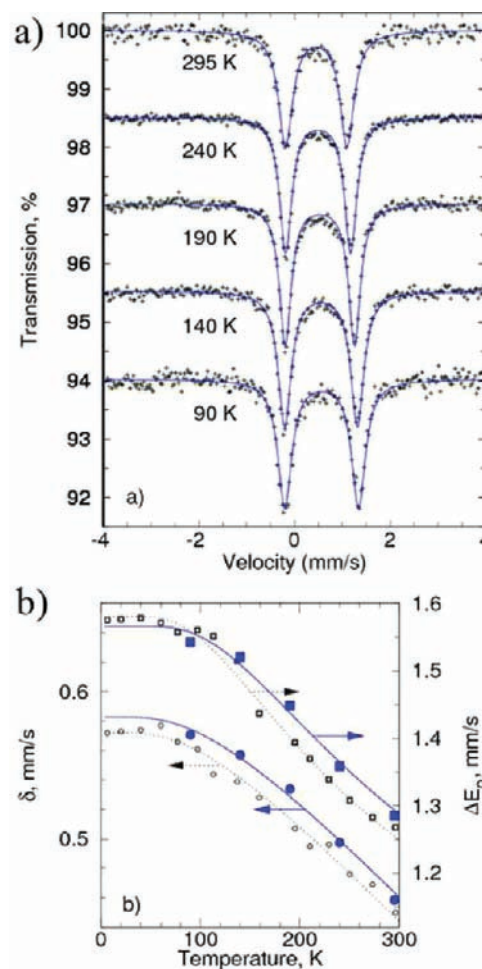 a)
100
99
98
97
96
95
94
93
92
Transmission, %
295 K
240 K
190 K
140 K
90 K
a)
-4
-2
0
2
4
Velocity (mm/s)
b)
0.6
0.5
δ, mm/s
1.6
1.5
1.4
1.3
1.2
ΔEQ, mm/s
b)
0
100
200
300
Temperature, K